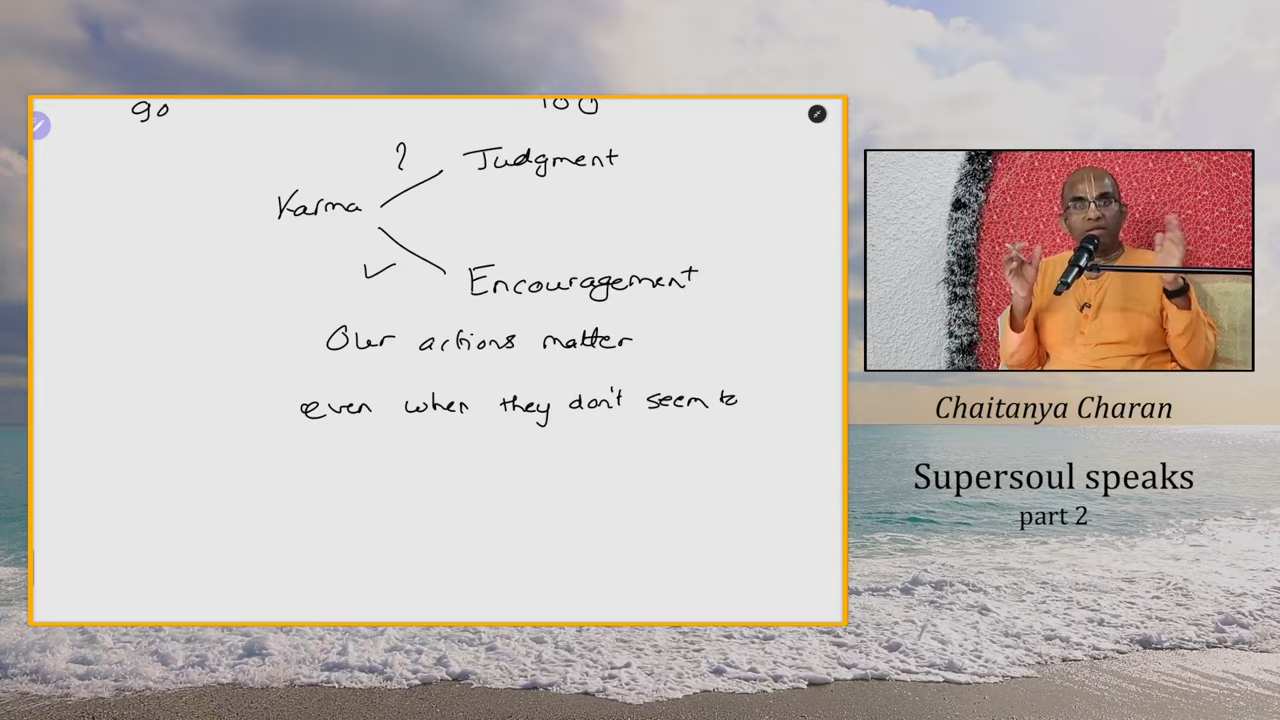 90 100
? Judgment
Karma
✓ Encouragement
Our actions matter
even when they don't seem to
Chaitanya Charan
Supersoul speaks
part 2